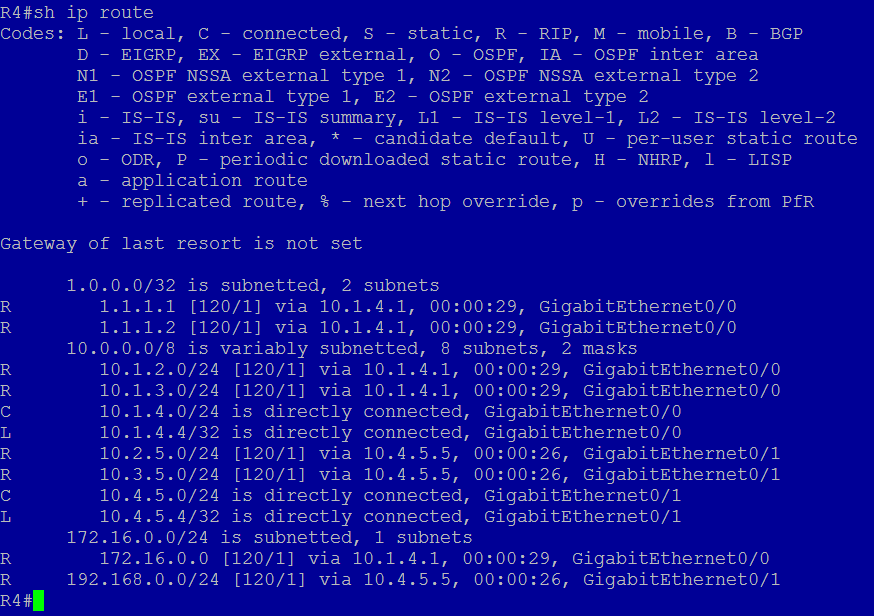 R4#sh ip route
Codes: L - local, C - connected, S - static, R - RIP, M - mobile, B - BGP
       D - EIGRP, EX - EIGRP external, O - OSPF, IA - OSPF inter area
       N1 - OSPF NSSA external type 1, N2 - OSPF NSSA external type 2
       E1 - OSPF external type 1, E2 - OSPF external type 2
       i - IS-IS, su - IS-IS summary, L1 - IS-IS level-1, L2 - IS-IS level-2
       ia - IS-IS inter area, * - candidate default, U - per-user static route
       o - ODR, P - periodic downloaded static route, H - NHRP, l - LISP
       a - application route
       + - replicated route, % - next hop override, p - overrides from PfR

Gateway of last resort is not set

      1.0.0.0/32 is subnetted, 2 subnets
R        1.1.1.1 [120/1] via 10.1.4.1, 00:00:29, GigabitEthernet0/0
R        1.1.1.2 [120/1] via 10.1.4.1, 00:00:29, GigabitEthernet0/0
      10.0.0.0/8 is variably subnetted, 8 subnets, 2 masks
R        10.1.2.0/24 [120/1] via 10.1.4.1, 00:00:29, GigabitEthernet0/0
R        10.1.3.0/24 [120/1] via 10.1.4.1, 00:00:29, GigabitEthernet0/0
C        10.1.4.0/24 is directly connected, GigabitEthernet0/0
L        10.1.4.4/32 is directly connected, GigabitEthernet0/0
R        10.2.5.0/24 [120/1] via 10.4.5.5, 00:00:26, GigabitEthernet0/1
R        10.3.5.0/24 [120/1] via 10.4.5.5, 00:00:26, GigabitEthernet0/1
C        10.4.5.0/24 is directly connected, GigabitEthernet0/1
L        10.4.5.4/32 is directly connected, GigabitEthernet0/1
      172.16.0.0/24 is subnetted, 1 subnets
R        172.16.0.0 [120/1] via 10.1.4.1, 00:00:29, GigabitEthernet0/0
R     192.168.0.0/24 [120/1] via 10.4.5.5, 00:00:26, GigabitEthernet0/1
R4#